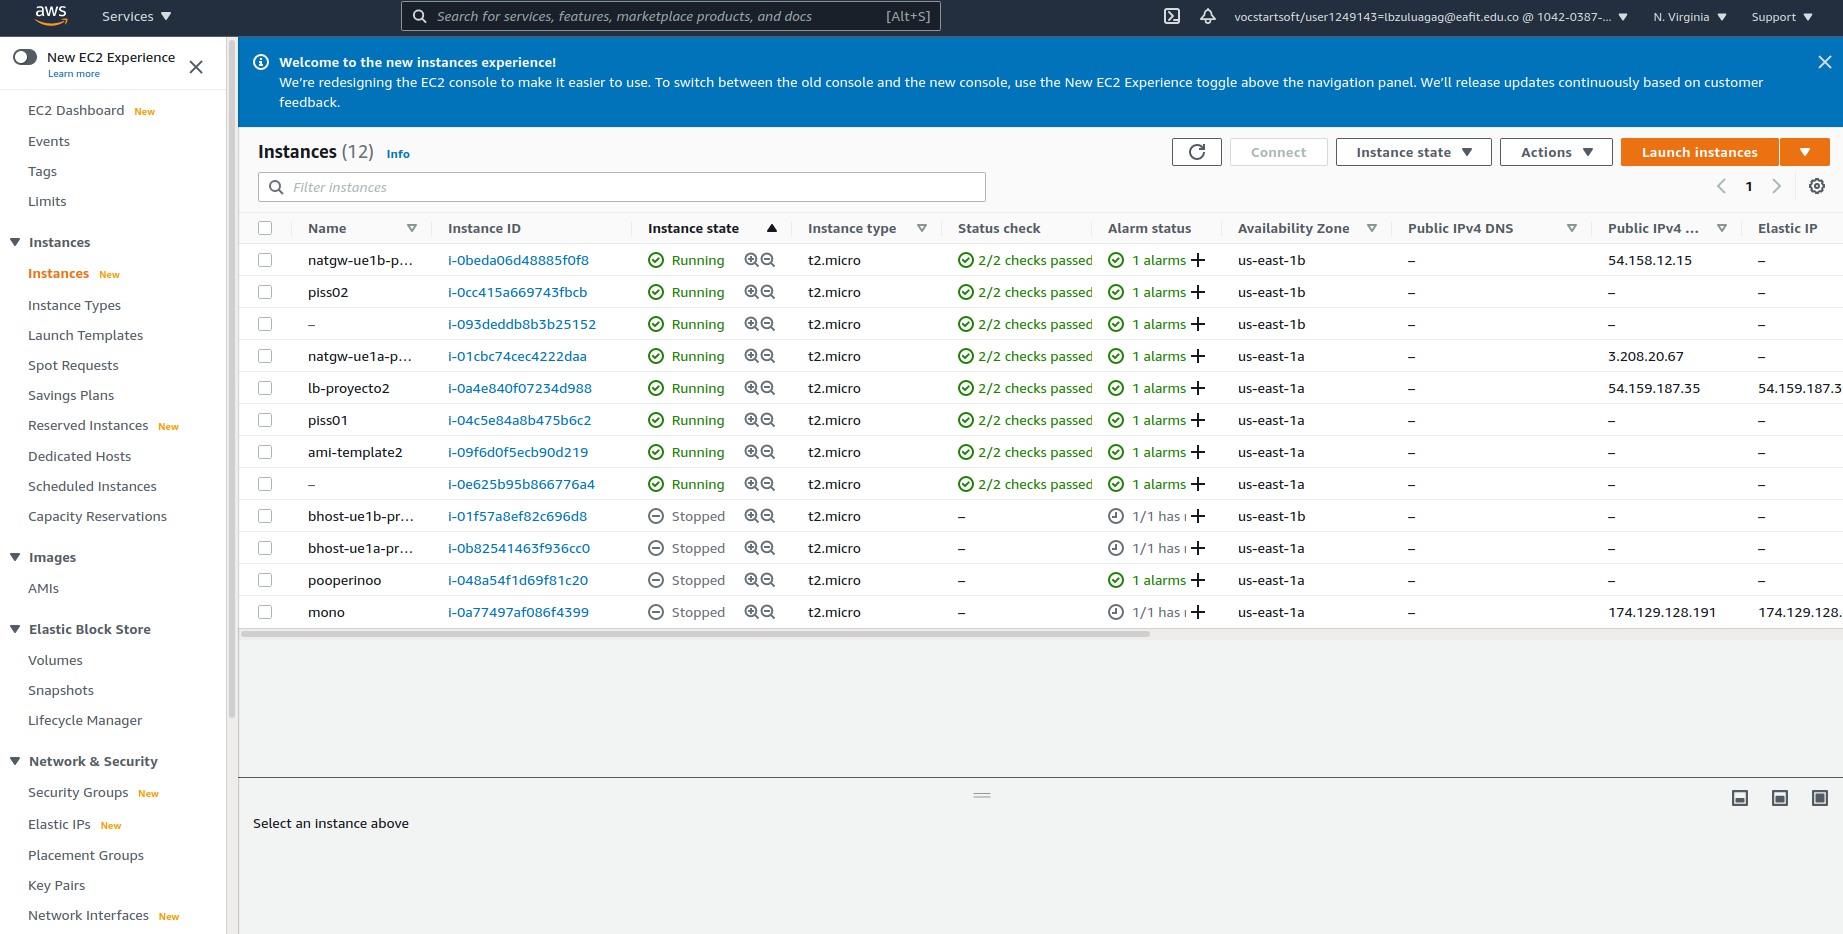 aws Services Search for services, features, marketplace products, and docs [Alt+S] vocstartsoft/user1249143=lbzuluagag@eafit.edu.co @ 1042-0387-... N. Virginia Support
New EC2 Experience
Learn more
EC2 Dashboard New
Events
Tags
Limits
Instances
Instances New
Instance Types
Launch Templates
Spot Requests
Savings Plans
Reserved Instances New
Dedicated Hosts
Scheduled Instances
Capacity Reservations
Images
AMIs
Elastic Block Store
Volumes
Snapshots
Lifecycle Manager
Network & Security
Security Groups New
Elastic IPs New
Placement Groups
Key Pairs
Network Interfaces New
Welcome to the new instances experience!
We're redesigning the EC2 console to make it easier to use. To switch between the old console and the new console, use the New EC2 Experience toggle above the navigation panel. We'll release updates continuously based on customer
feedback.
Instances (12) Info Connect Instance state Actions Launch instances
Filter instances 1
Name Instance ID Instance state Instance type Status check Alarm status Availability Zone Public IPv4 DNS Public IPv4 ... Elastic IP
natgw-ue1b-p... i-0beda06d48885f0f8 Running t2.micro 2/2 checks passed 1 alarms + us-east-1b – 54.158.12.15 –
piss02 i-0cc415a669743fbcb Running t2.micro 2/2 checks passed 1 alarms + us-east-1b – – –
– i-093deddb8b3b25152 Running t2.micro 2/2 checks passed 1 alarms + us-east-1b – – –
natgw-ue1a-p... i-01cbc74cec4222daa Running t2.micro 2/2 checks passed 1 alarms + us-east-1a – 3.208.20.67 –
lb-proyecto2 i-0a4e840f07234d988 Running t2.micro 2/2 checks passed 1 alarms + us-east-1a – 54.159.187.35 54.159.187.3
piss01 i-04c5e84a8b475b6c2 Running t2.micro 2/2 checks passed 1 alarms + us-east-1a – – –
ami-template2 i-09f6d0f5ecb90d219 Running t2.micro 2/2 checks passed 1 alarms + us-east-1a – – –
– i-0e625b95b866776a4 Running t2.micro 2/2 checks passed 1 alarms + us-east-1a – – –
bhost-ue1b-pr... i-01f57a8ef82c696d8 Stopped t2.micro – 1/1 has + us-east-1b – – –
bhost-ue1a-pr... i-0b82541463f936cc0 Stopped t2.micro – 1/1 has + us-east-1a – – –
pooperinoo i-048a54f1d69f81c20 Stopped t2.micro – 1 alarms + us-east-1a – – –
mono i-0a77497af086f4399 Stopped t2.micro – 1/1 has + us-east-1a – 174.129.128.191 174.129.128.
Select an instance above